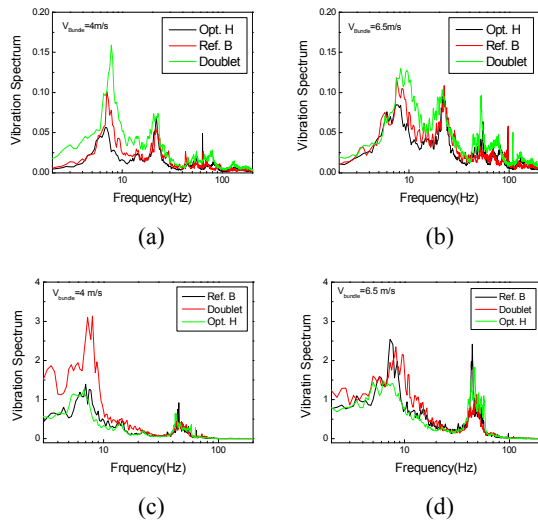 V_Bundle=4m/s
Opt. H
Ref. B
Doublet
0.20
0.15
0.10
0.05
0.00
Vibration Spectrum
10
100
Frequency(Hz)
(a)
V_Bundle=6.5m/s
Opt. H
Ref. B
Doublet
0.20
0.15
0.10
0.05
0.00
Vibration Spectrum
10
100
Frequency(Hz)
(b)
V_bundle=4 m/s
Ref. B
Doublet
Opt. H
4
3
2
1
0
Vibration Spectrum
10
100
Frquency(Hz)
(c)
V_bundle=6.5 m/s
Ref. B
Doublet
Opt. H
4
3
2
1
0
Vibratin Spectrum
10
100
Frequency(Hz)
(d)